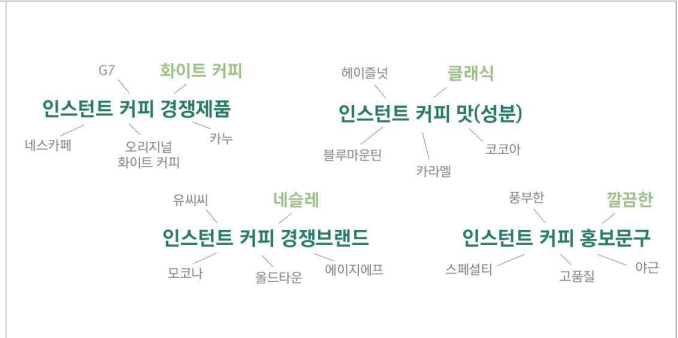 G7
화이트 커피
인스턴트 커피 경쟁제품
네스카페
오리지널
화이트 커피
카누
헤이즐넛
클래식
인스턴트 커피 맛(성분)
블루마운틴
카라멜
코코아
유씨씨
네슬레
인스턴트 커피 경쟁브랜드
모코나
올드타운
에이지에프
풍부한
깔끔한
인스턴트 커피 홍보문구
스페셜티
고품질
야근